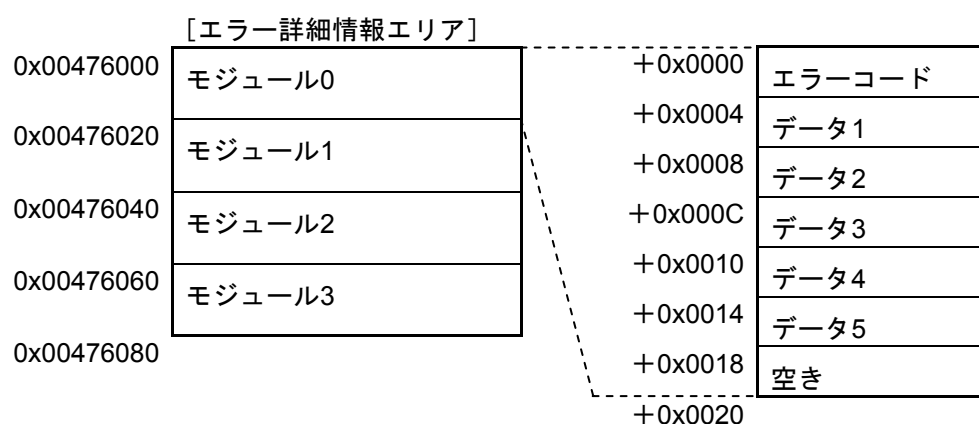 [エラー詳細情報エリア]
0x00476000
モジュール0
0x00476020
モジュール1
0x00476040
モジュール2
0x00476060
モジュール3
0x00476080
+0x0000
エラーコード
+0x0004
データ1
+0x0008
データ2
+0x000C
データ3
+0x0010
データ4
+0x0014
データ5
+0x0018
空き
+0x0020